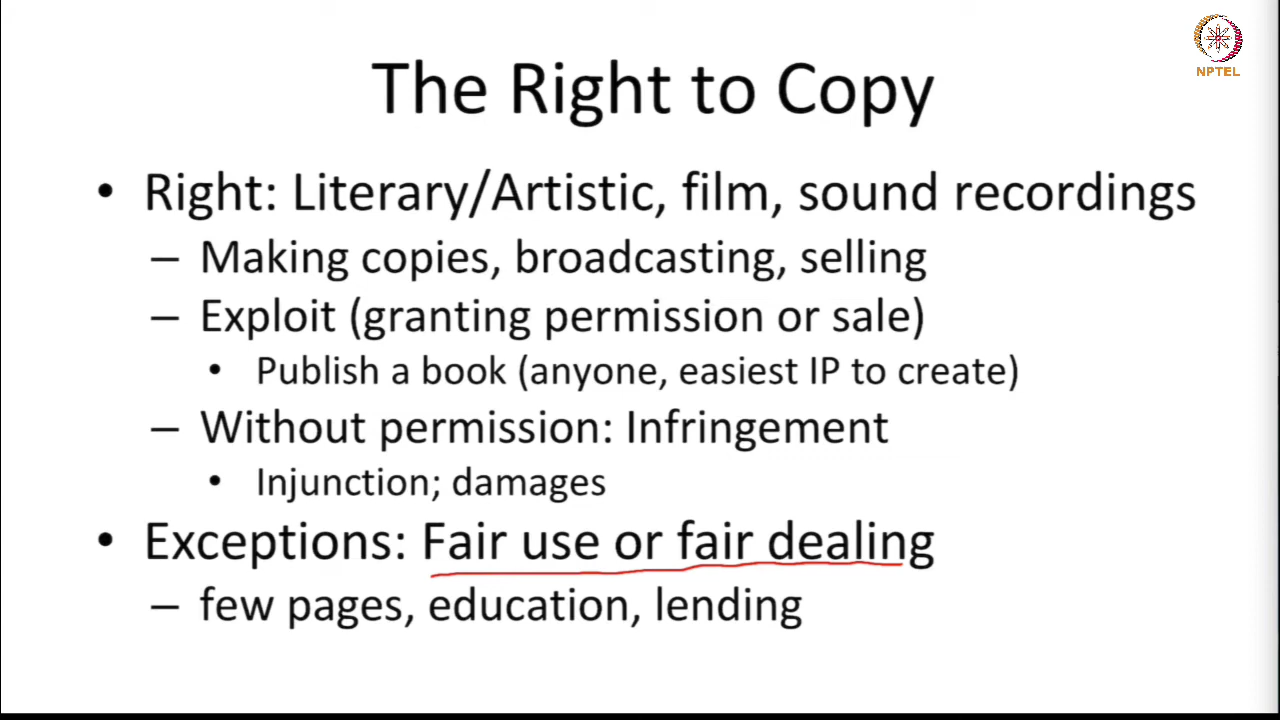 NPTEL
The Right to Copy
• Right: Literary/Artistic, film, sound recordings
– Making copies, broadcasting, selling
– Exploit (granting permission or sale)
• Publish a book (anyone, easiest IP to create)
– Without permission: Infringement
• Injunction; damages
• Exceptions: Fair use or fair dealing
– few pages, education, lending